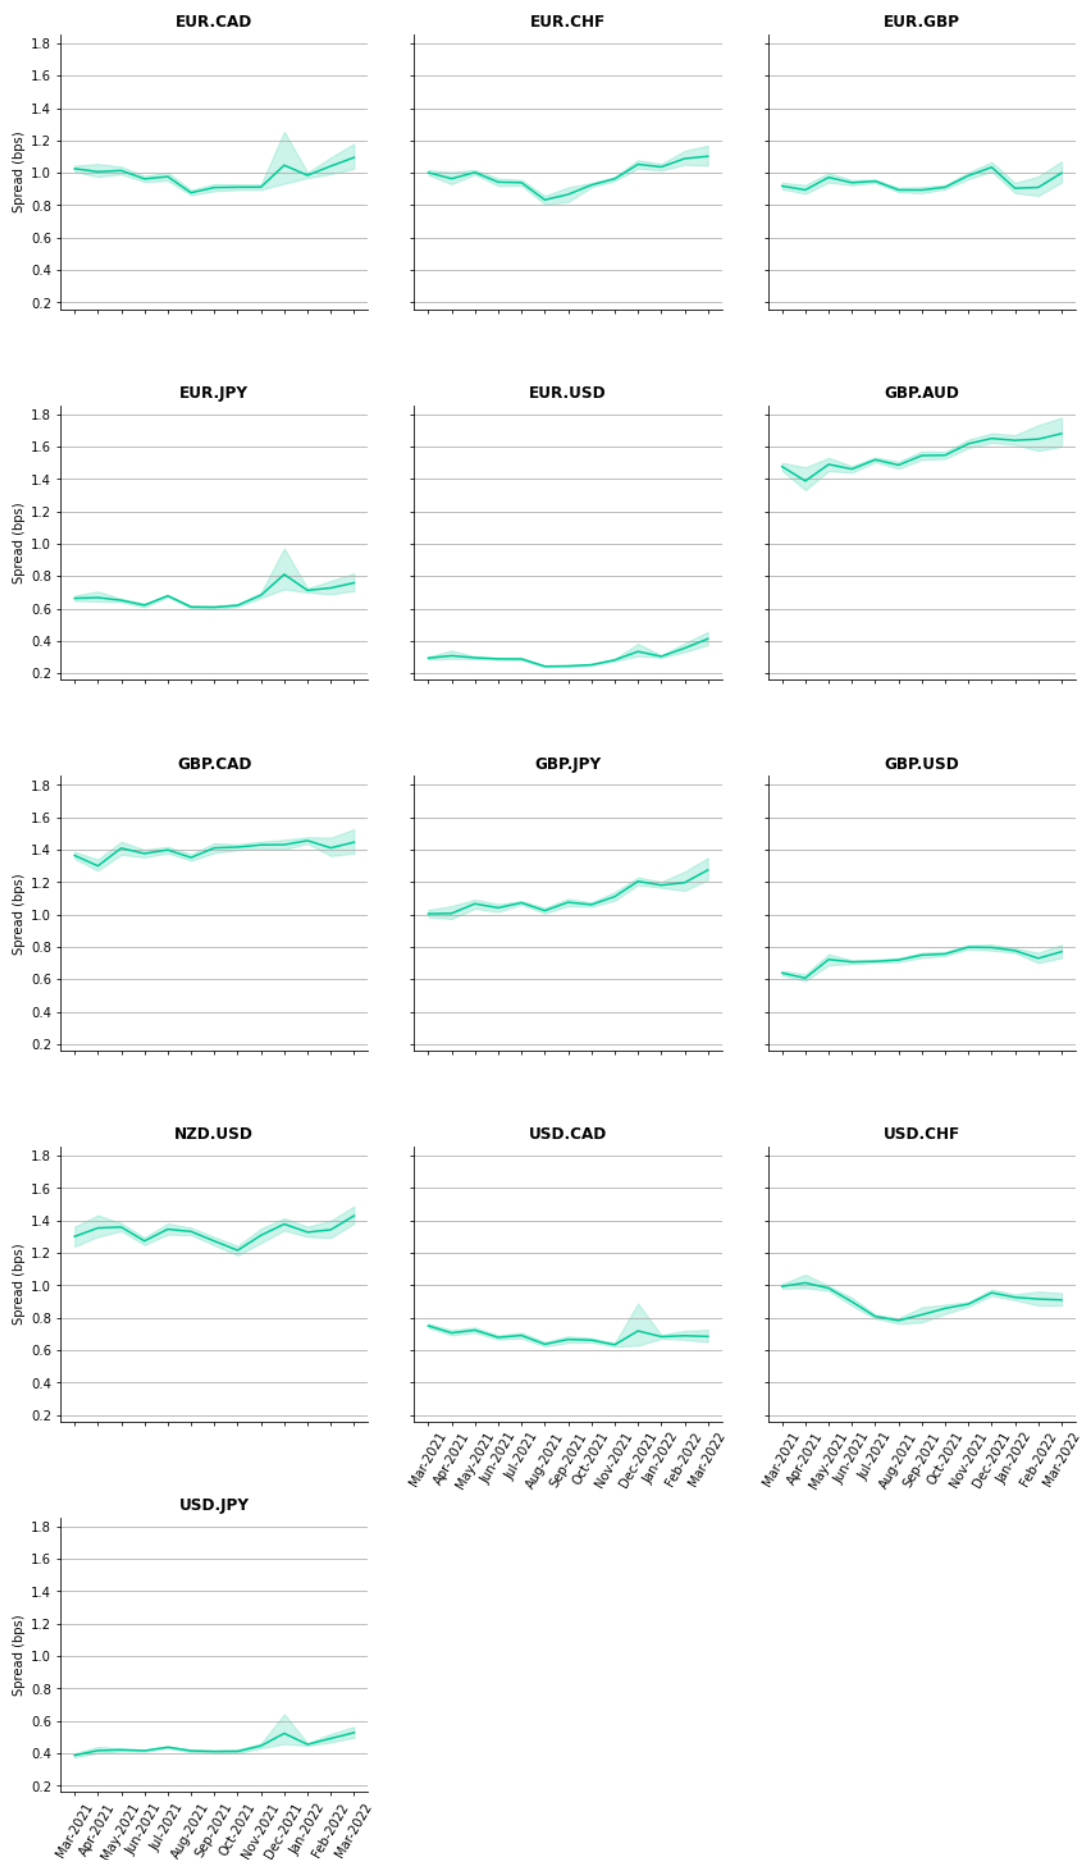 EUR.CAD
EUR.CHF
EUR.GBP
Spread (bps)
1.8
1.6
1.4
1.2
1.0
0.8
0.6
0.4
0.2
EUR.JPY
EUR.USD
GBP.AUD
Spread (bps)
1.8
1.6
1.4
1.2
1.0
0.8
0.6
0.4
0.2
GBP.CAD
GBP.JPY
GBP.USD
Spread (bps)
1.8
1.6
1.4
1.2
1.0
0.8
0.6
0.4
0.2
NZD.USD
USD.CAD
USD.CHF
Spread (bps)
1.8
1.6
1.4
1.2
1.0
0.8
0.6
0.4
0.2
Mar-2021
Apr-2021
May-2021
Jun-2021
Jul-2021
Aug-2021
Sep-2021
Oct-2021
Nov-2021
Dec-2021
Jan-2022
Feb-2022
Mar-2022
Mar-2021
Apr-2021
May-2021
Jun-2021
Jul-2021
Aug-2021
Sep-2021
Oct-2021
Nov-2021
Dec-2021
Jan-2022
Feb-2022
Mar-2022
USD.JPY
Spread (bps)
1.8
1.6
1.4
1.2
1.0
0.8
0.6
0.4
0.2
Mar-2021
Apr-2021
May-2021
Jun-2021
Jul-2021
Aug-2021
Sep-2021
Oct-2021
Nov-2021
Dec-2021
Jan-2022
Feb-2022
Mar-2022